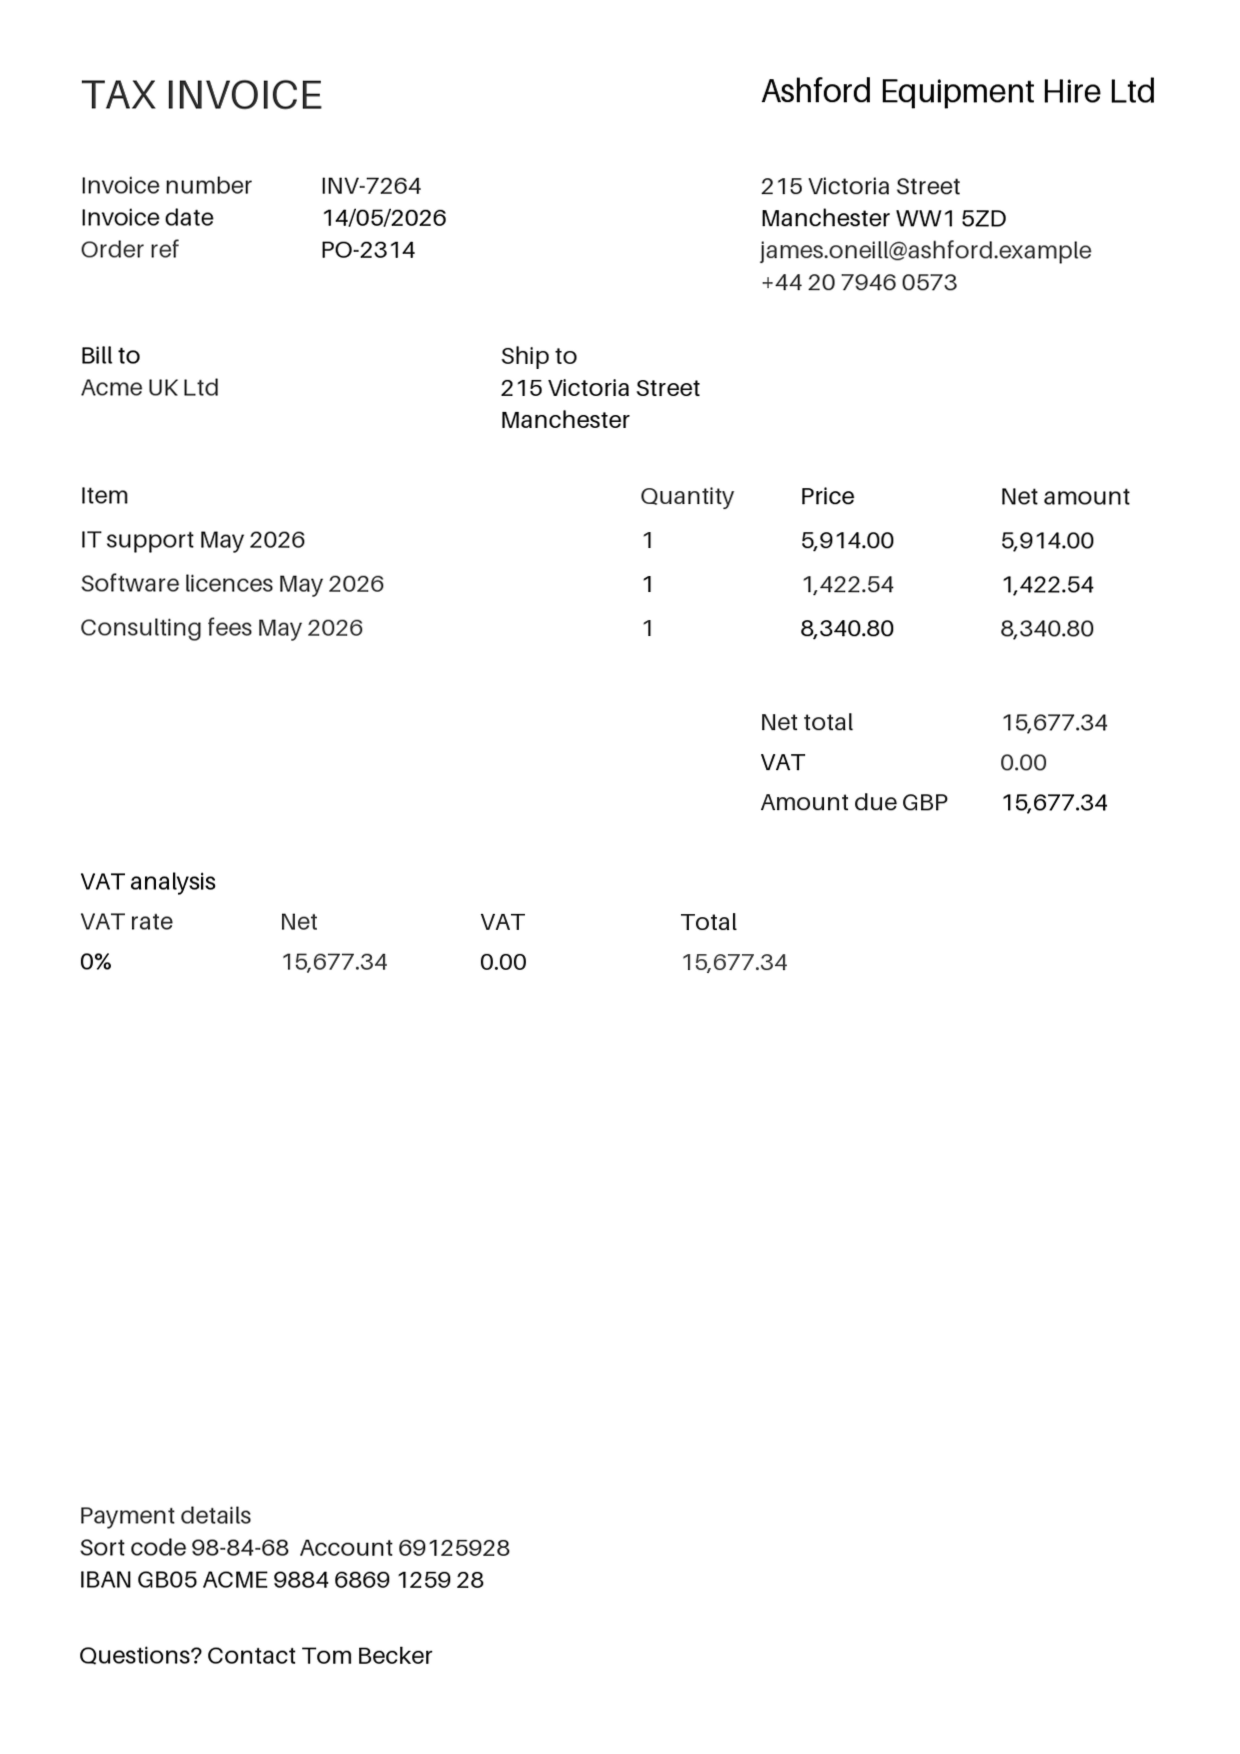 TAX INVOICE
Ashford Equipment Hire Ltd
Invoice number INV-7264
Invoice date 14/05/2026
Order ref PO-2314
215 Victoria Street
Manchester WW1 5ZD
james.oneill@ashford.example
+44 20 7946 0573
Bill to
Acme UK Ltd
Ship to
215 Victoria Street
Manchester
Item Quantity Price Net amount
IT support May 2026 1 5,914.00 5,914.00
Software licences May 2026 1 1,422.54 1,422.54
Consulting fees May 2026 1 8,340.80 8,340.80
Net total 15,677.34
VAT 0.00
Amount due GBP 15,677.34
VAT analysis
VAT rate Net VAT Total
0% 15,677.34 0.00 15,677.34
Payment details
Sort code 98-84-68 Account 69125928
IBAN GB05 ACME 9884 6869 1259 28
Questions? Contact Tom Becker